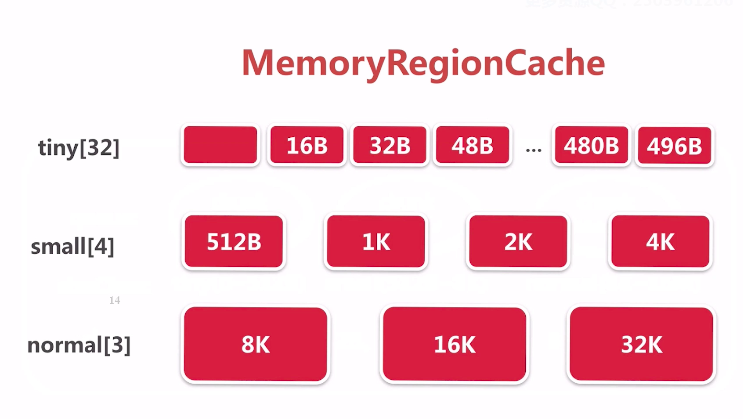 MemoryRegionCache
tiny[32] 16B 32B 48B ... 480B 496B
small[4] 512B 1K 2K 4K
14
normal[3] 8K 16K 32K